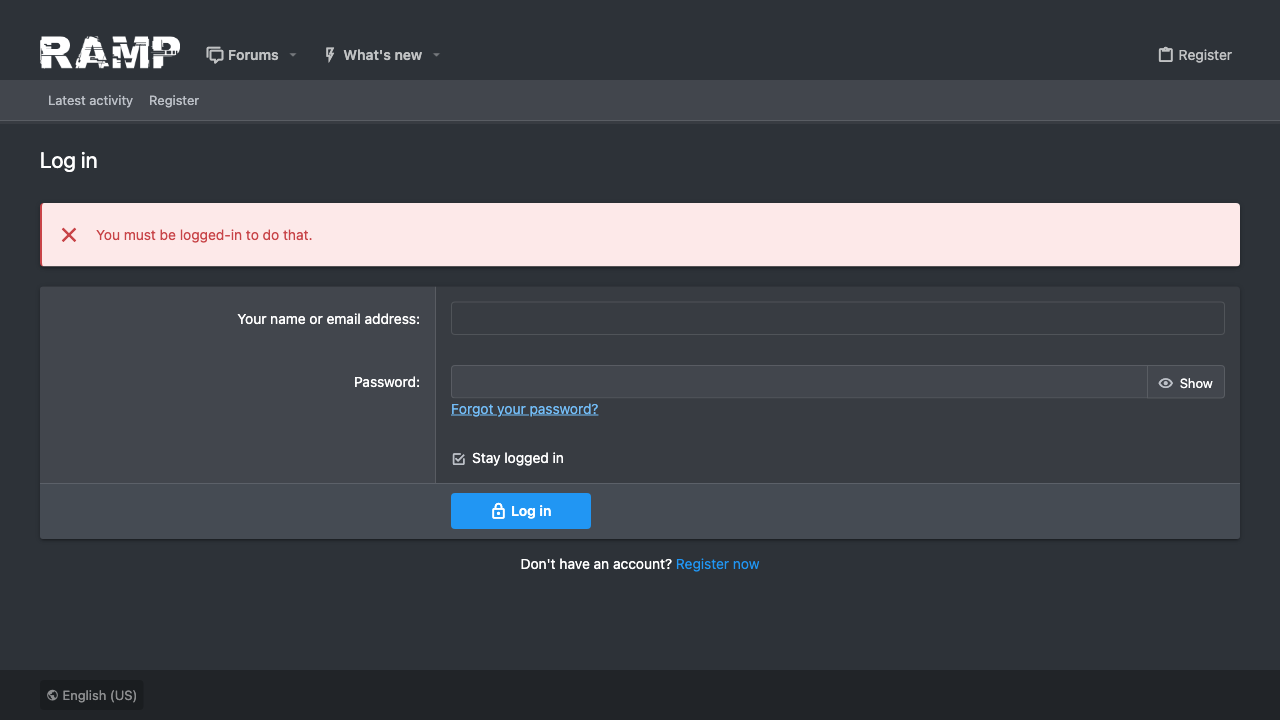 RAMP
Forums
What's new
Register
Latest activity
Register
Log in
You must be logged-in to do that.
Your name or email address:
Password:
Show
Forgot your password?
Stay logged in
Log in
Don't have an account? Register now
English (US)